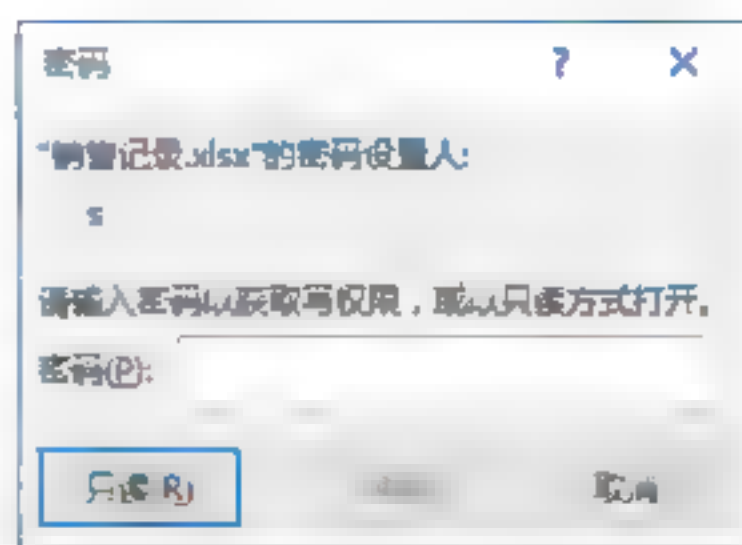 密码 ? ×
"销售记录.xlsx"的密码设置人:
s
请输入密码以获取写权限，或以只读方式打开。
密码(P):
只读(R) 取消